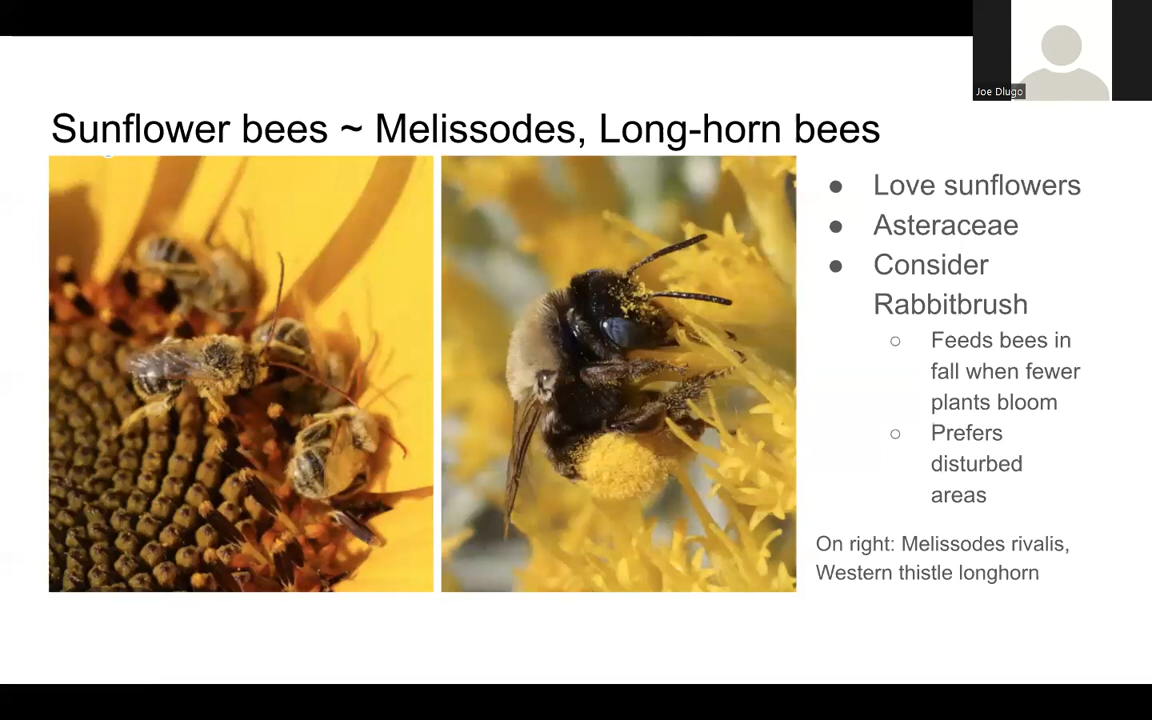 Joe Dlugo
Sunflower bees ~ Melissodes, Long-horn bees
● Love sunflowers
● Asteraceae
● Consider
Rabbitbrush
○ Feeds bees in
fall when fewer
plants bloom
○ Prefers
disturbed
areas
On right: Melissodes rivalis,
Western thistle longhorn